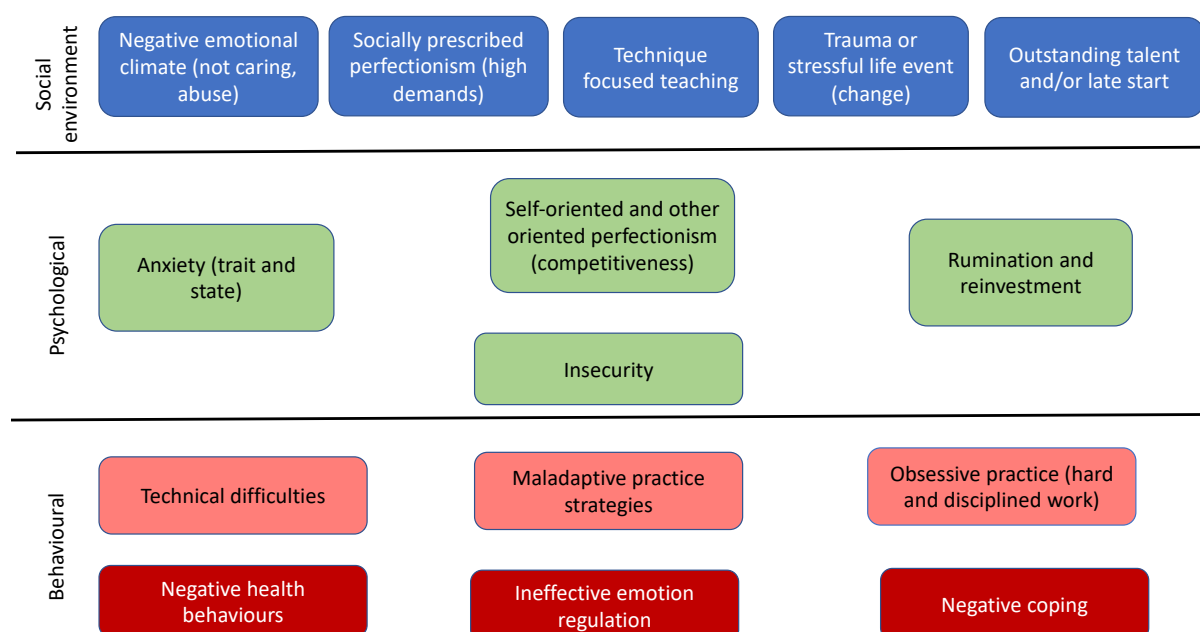 Social
environment
Negative emotional
climate (not caring,
abuse)
Socially prescribed
perfectionism (high
demands)
Technique
focused teaching
Trauma or
stressful life event
(change)
Outstanding talent
and/or late start
Psychological
Anxiety (trait and
state)
Self-oriented and other
oriented perfectionism
(competitiveness)
Insecurity
Rumination and
reinvestment
Behavioural
Technical difficulties
Maladaptive practice
strategies
Obsessive practice (hard
and disciplined work)
Negative health
behaviours
Ineffective emotion
regulation
Negative coping